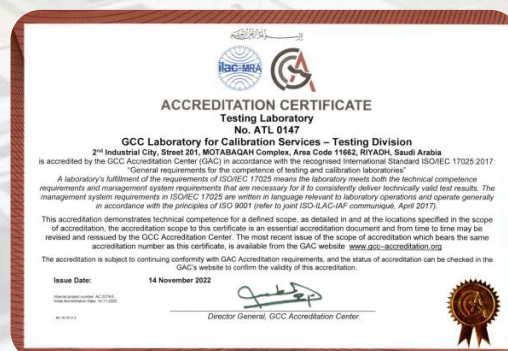 ilac-MRA
ACCREDITATION CERTIFICATE
Testing Laboratory
No. ATL 0147
GCC Laboratory for Calibration Services – Testing Division
2nd Industrial City, Street 201, MOTABAQAH Complex, Area Code 11662, RIYADH, Saudi Arabia
is accredited by the GCC Accreditation Center (GAC) in accordance with the recognised International Standard ISO/IEC 17025:2017:
"General requirements for the competence of testing and calibration laboratories"
A laboratory's fulfillment of the requirements of ISO/IEC 17025 means the laboratory meets both the technical competence
requirements and management system requirements that are necessary for it to consistently deliver technically valid test results. The
management system requirements in ISO/IEC 17025 are written in language relevant to laboratory operations and operate generally
in accordance with the principles of ISO 9001 (refer to joint ISO-ILAC-IAF communiqué, April 2017).
This accreditation demonstrates technical competence for a defined scope, as detailed in and at the locations specified in the scope
of accreditation, the accreditation scope to this certificate is an essential accreditation document and from time to time may be
revised and reissued by the GCC Accreditation Center. The most recent issue of the scope of accreditation which bears the same
accreditation number as this certificate, is available from the GAC website www.gcc-accreditation.org
The accreditation is subject to continuing conformity with GAC Accreditation requirements, and the status of accreditation can be checked in the
GAC's website to confirm the validity of this accreditation.
Issue Date: 14 November 2022
Director General, GCC Accreditation Center.